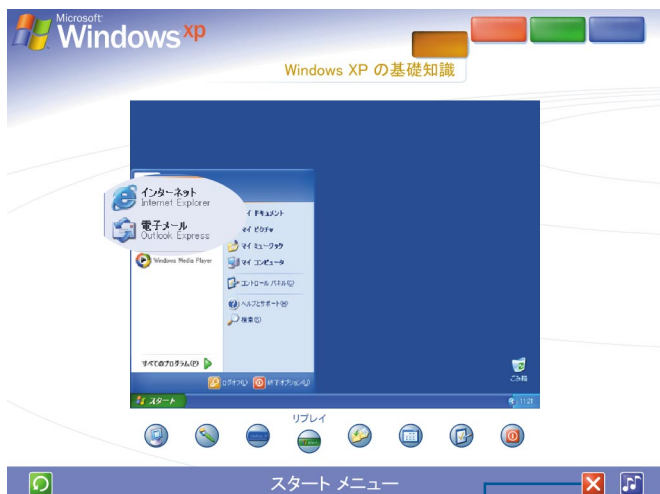 Microsoft
Windows xp
Windows XP の基礎知識
インターネット
Internet Explorer
電子メール
Outlook Express
Windows Media Player
すべてのプログラム(P)
イ ドキュメント
マイ ピクチャ
マイ ミュージック
マイ コンピュータ
コントロール パネル(C)
ヘルプとサポート(H)
検索(S)
ログオフ(L)
終了オプション(U)
ごみ箱
スタート
11:21
リプレイ
スタート メニュー